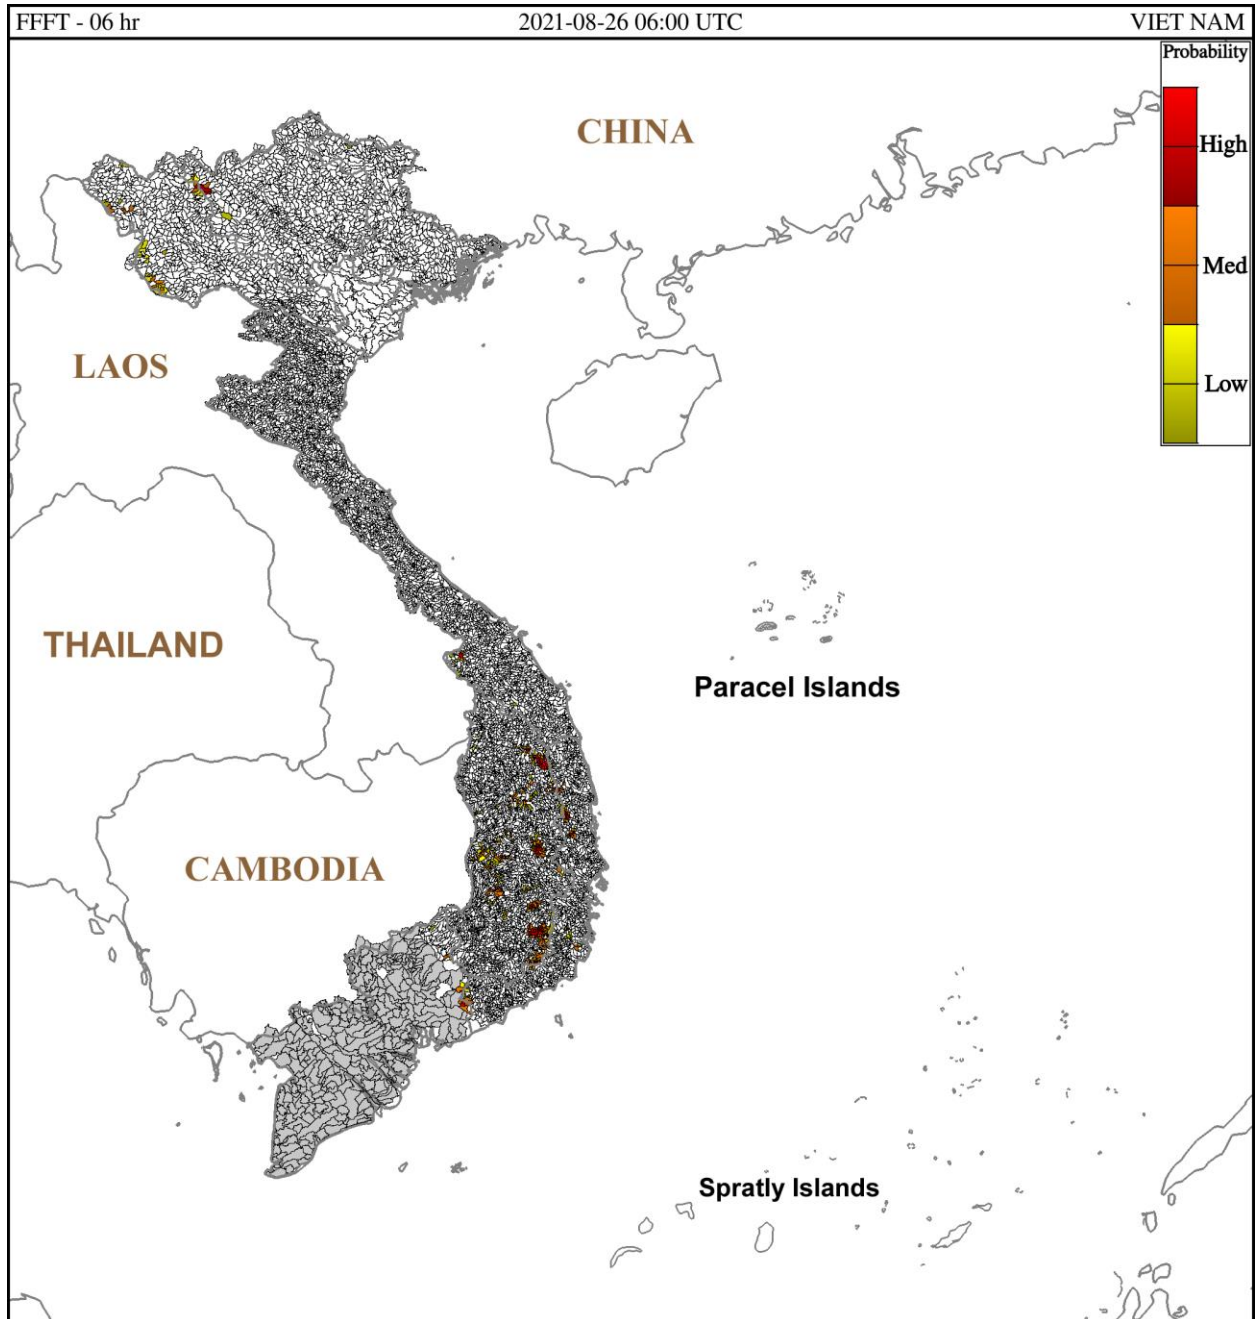 FFFT - 06 hr
2021-08-26 06:00 UTC
VIET NAM
Probability
CHINA
High
Med
LAOS
Low
THAILAND
Paracel Islands
CAMBODIA
Spratly Islands